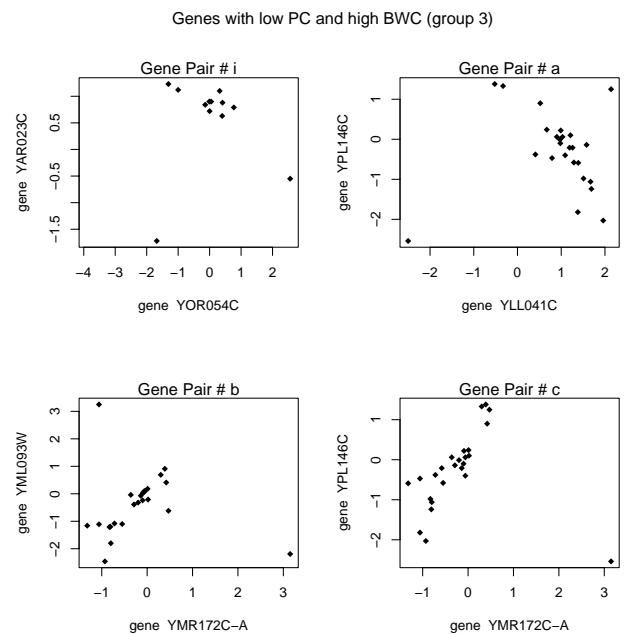 Genes with low PC and high BWC (group 3)
Gene Pair # i
gene YAR023C
0.5
−0.5
−1.5
−4 −3 −2 −1 0 1 2
gene YOR054C
Gene Pair # a
gene YPL146C
1
0
−1
−2
−2 −1 0 1 2
gene YLL041C
Gene Pair # b
gene YML093W
3
2
1
0
−1
−2
−1 0 1 2 3
gene YMR172C−A
Gene Pair # c
gene YPL146C
1
0
−1
−2
−1 0 1 2 3
gene YMR172C−A